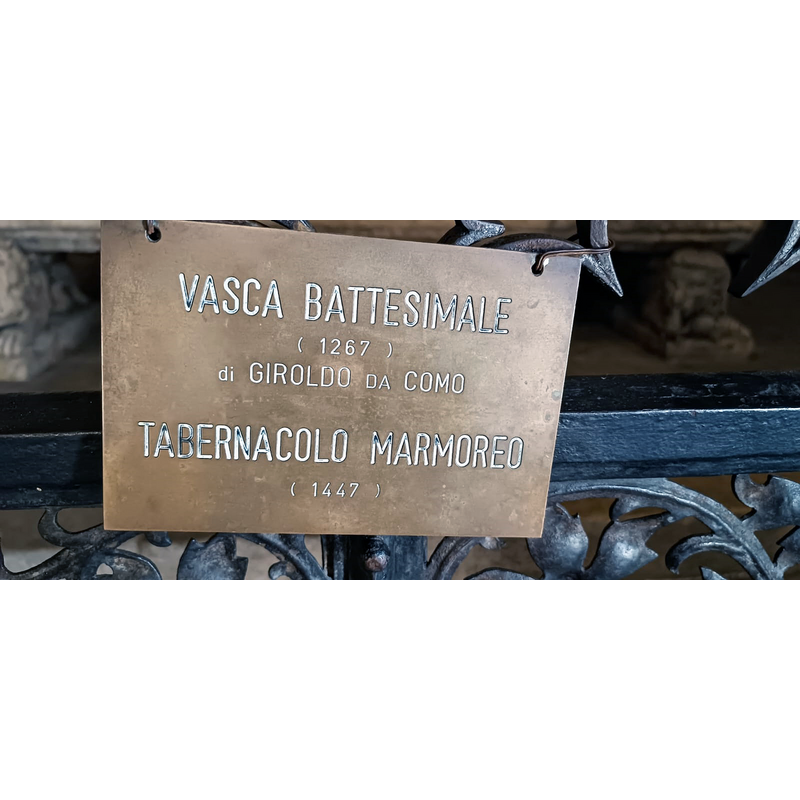 VASCA BATTESIMALE
( 1267 )
di GIROLDO DA COMO
TABERNACOLO MARMOREO
( 1447 )